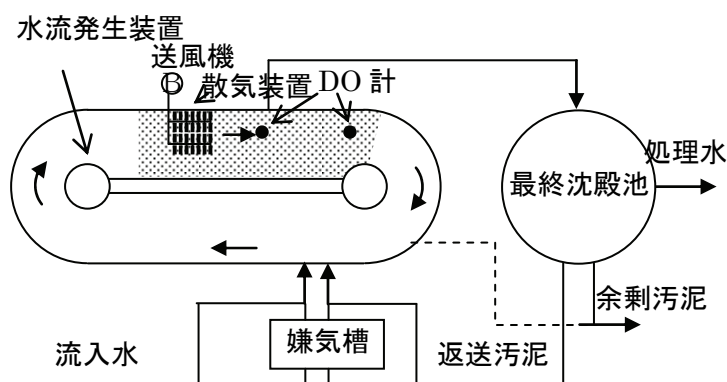 水流発生装置
送風機
B 散気装置 DO 計
処理水
最終沈殿池
余剰汚泥
嫌気槽
流入水
返送汚泥